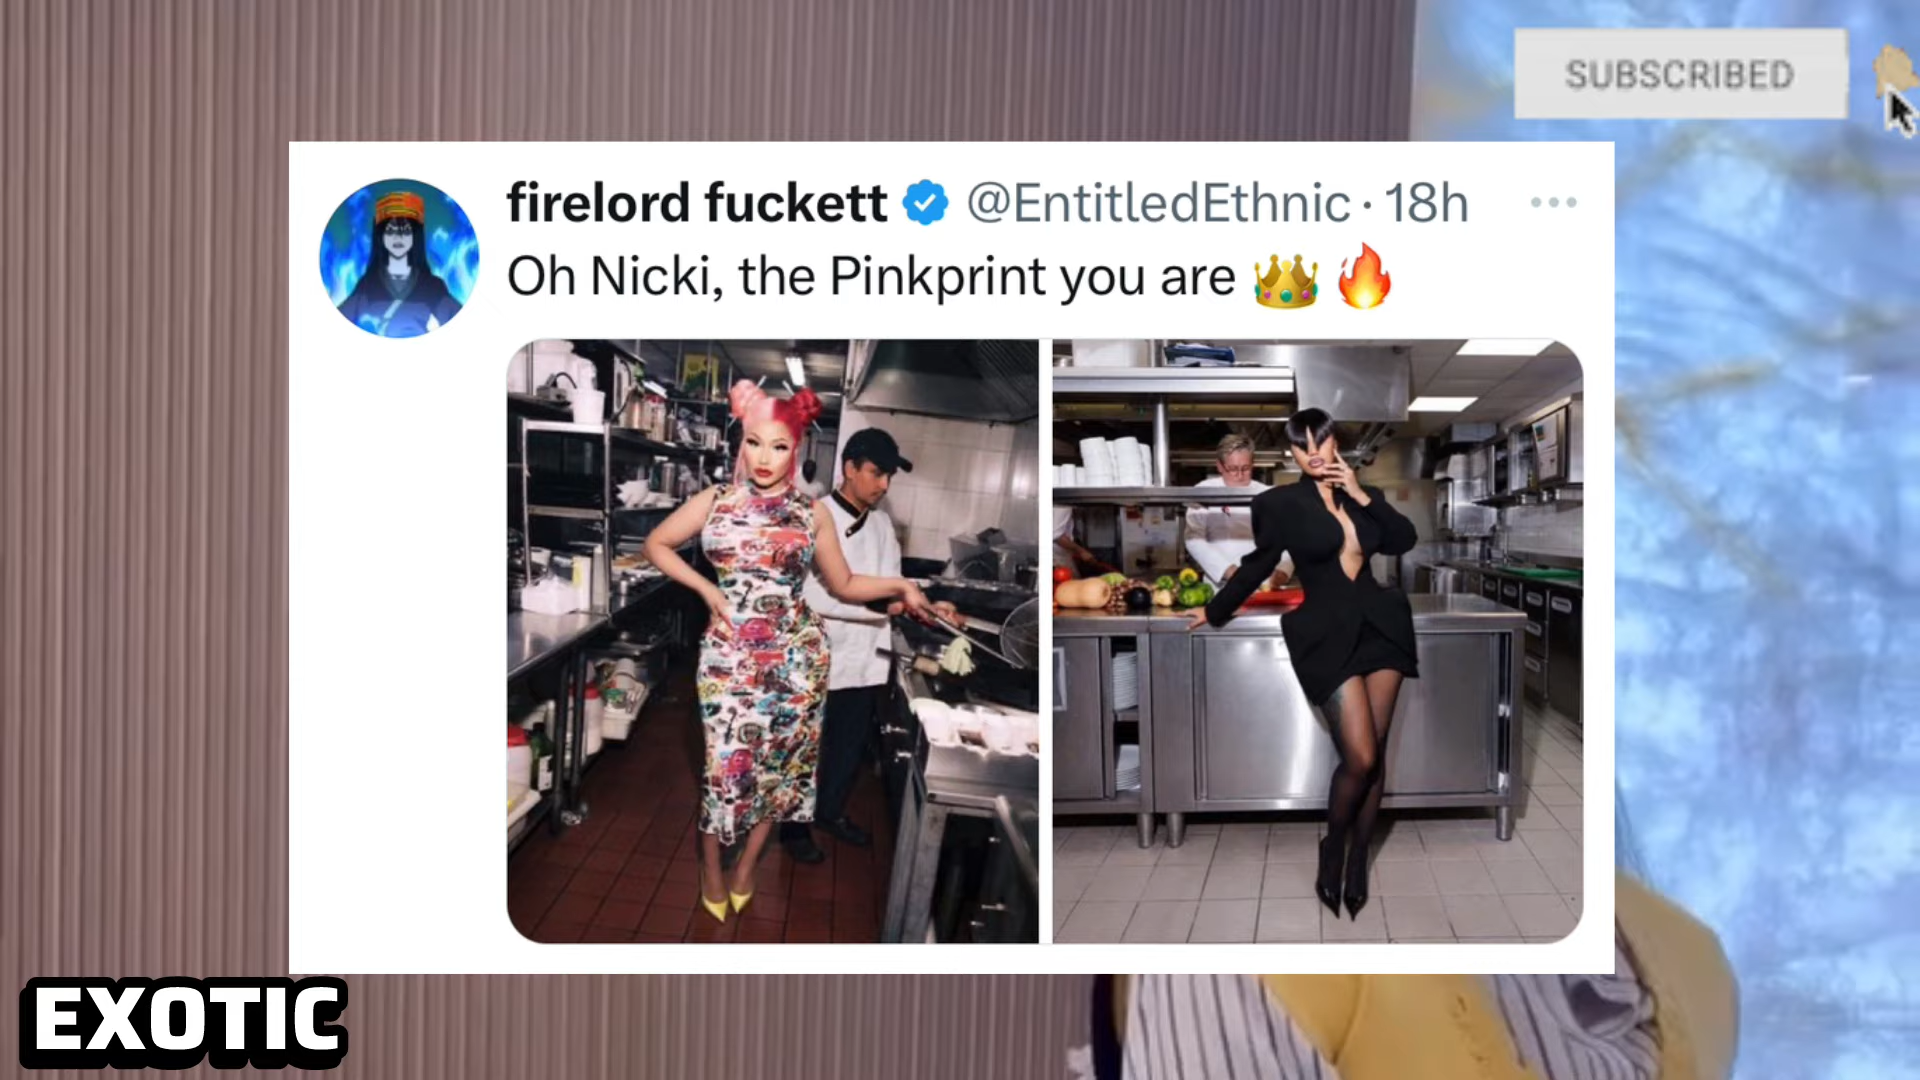 SUBSCRIBED
firelord fuckett @EntitledEthnic · 18h
Oh Nicki, the Pinkprint you are 👑 🔥
EXOTIC